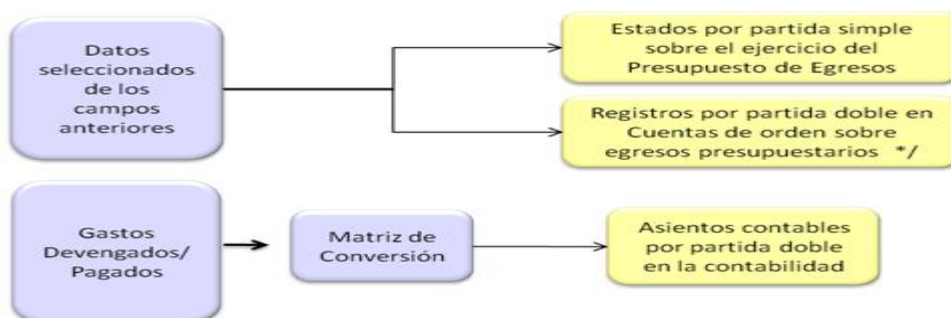 Datos
seleccionados
de los
campos
anteriores
Estados por partida simple
sobre el ejercicio del
Presupuesto de Egresos
Registros por partida doble en
Cuentas de orden sobre
egresos presupuestarios */
Gastos
Devengados/
Pagados
Matriz de
Conversión
Asientos contables
por partida doble
en la contabilidad